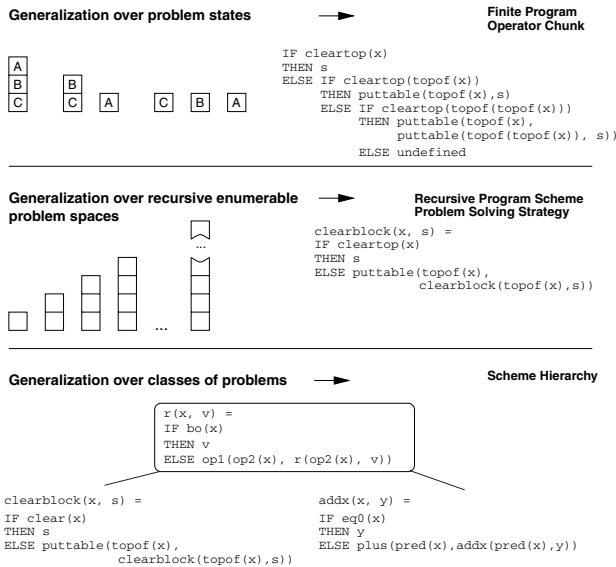 Generalization over problem states
Finite Program
Operator Chunk
IF cleartop(x)
THEN s
ELSE IF cleartop(topof(x))
THEN puttable(topof(x),s)
ELSE IF cleartop(topof(topof(x)))
THEN puttable(topof(x),
puttable(topof(topof(x)), s))
ELSE undefined
A
B B
C C A C B A
Generalization over recursive enumerable
problem spaces
Recursive Program Scheme
Problem Solving Strategy
clearblock(x, s) =
IF cleartop(x)
THEN s
ELSE puttable(topof(x),
clearblock(topof(x),s))
...
...
Generalization over classes of problems
Scheme Hierarchy
r(x, v) =
IF bo(x)
THEN v
ELSE op1(op2(x), r(op2(x), v))
clearblock(x, s) =
IF clear(x)
THEN s
ELSE puttable(topof(x),
clearblock(topof(x),s))
addx(x, y) =
IF eq0(x)
THEN y
ELSE plus(pred(x),addx(pred(x),y))